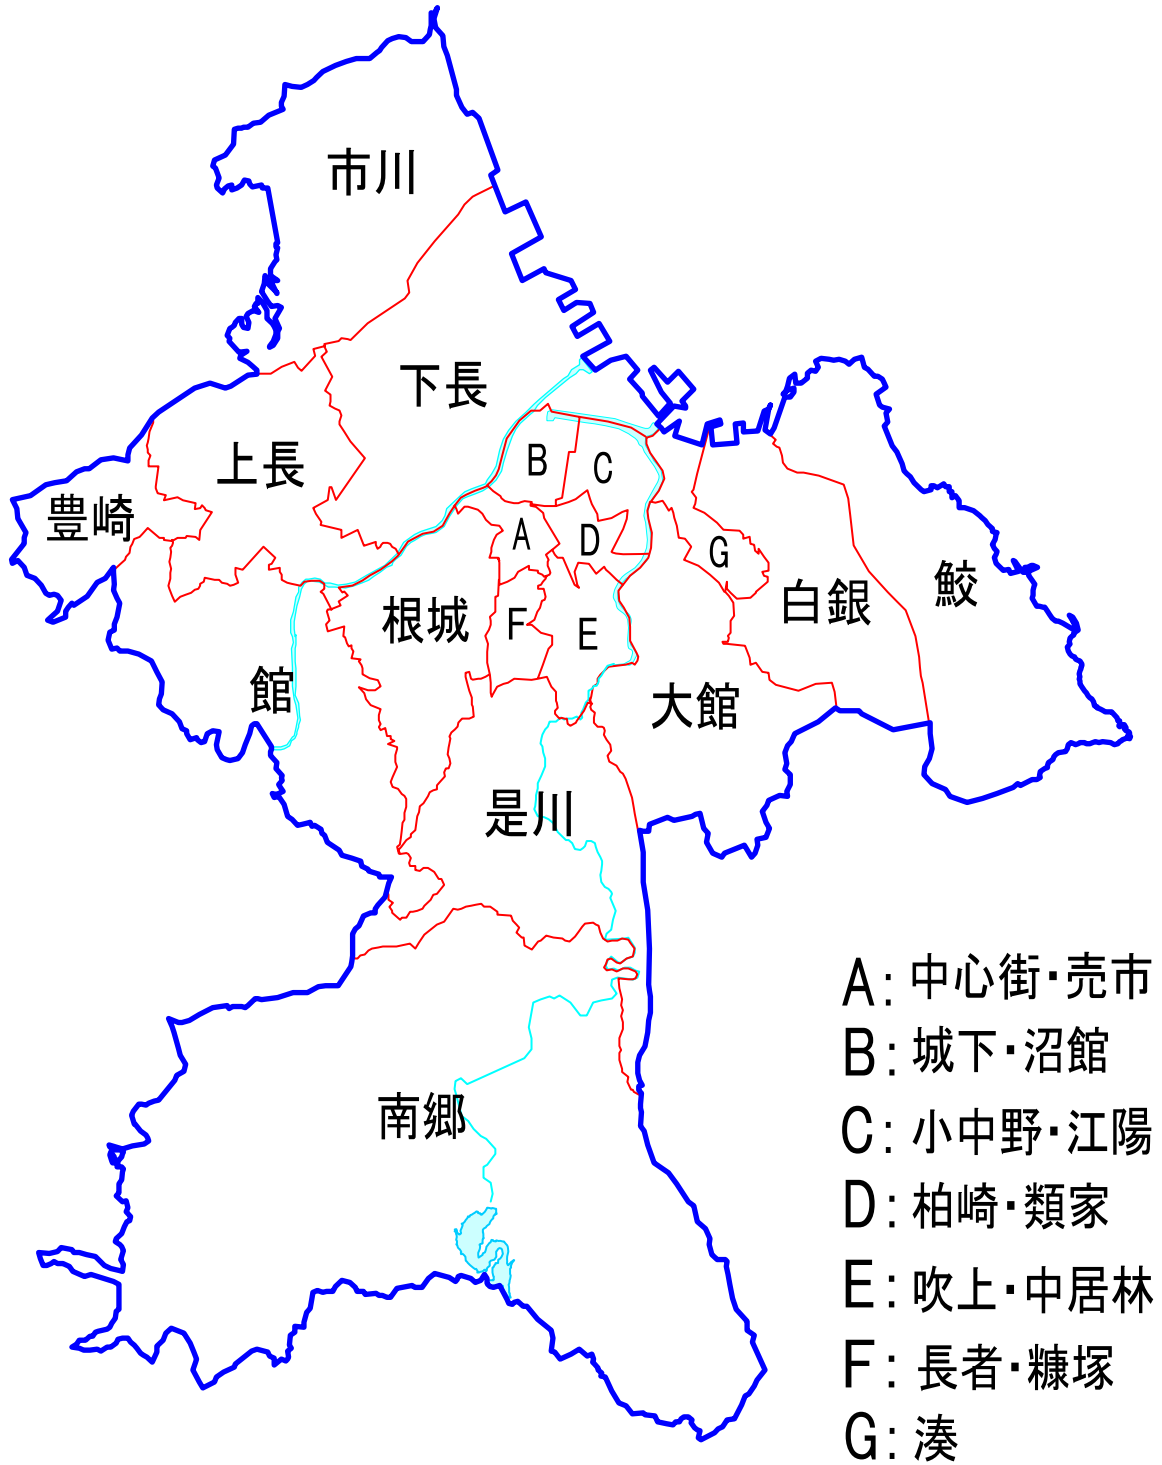 市川
下長
上長
豊崎
B
C
A
D
G
鮫
白銀
根城
F
E
館
大館
是川
南郷
A:中心街・売市
B:城下・沼館
C:小中野・江陽
D:柏崎・類家
E:吹上・中居林
F:長者・糠塚
G:湊